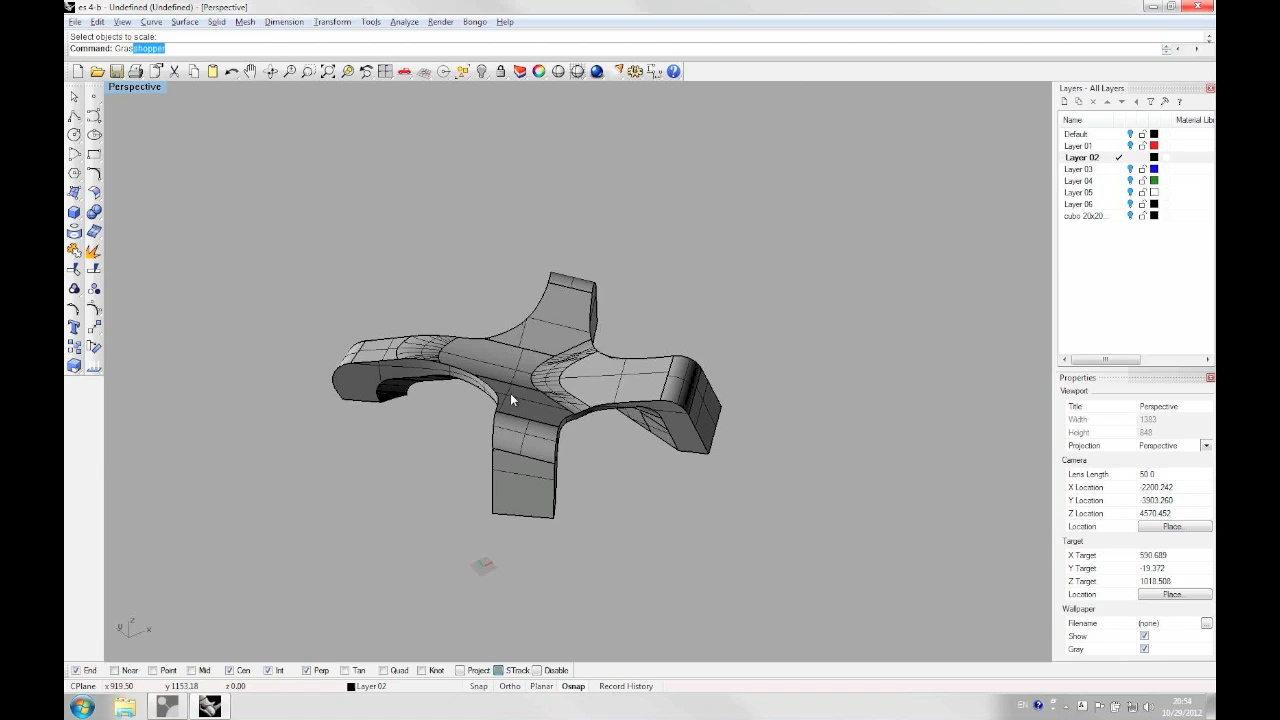 es 4-b - Undefined (Undefined) - [Perspective]
File Edit View Curve Surface Solid Mesh Dimension Transform Tools Analyze Render Bongo Help
Select objects to scale:
Command: Grasshopper
Perspective
Layers - All Layers
Name Material Libr
Default
Layer 01
Layer 02
Layer 03
Layer 04
Layer 05
Layer 06
cubo 20x20...
Properties
Viewport
Title Perspective
Width 1383
Height 848
Projection Perspective
Camera
Lens Length 50.0
X Location -2200.242
Y Location -3903.260
Z Location 4570.452
Location Place...
Target
X Target 590.689
Y Target -19.372
Z Target 1018.508
Location Place...
Wallpaper
Filename (none) ...
Show
Gray
z
y x
End Near Point Mid Cen Int Perp Tan Quad Knot Project STrack Disable
CPlane x 919.50 y 1153.18 z 0.00 Layer 02 Snap Ortho Planar Osnap Record History
EN 20:54
10/29/2012